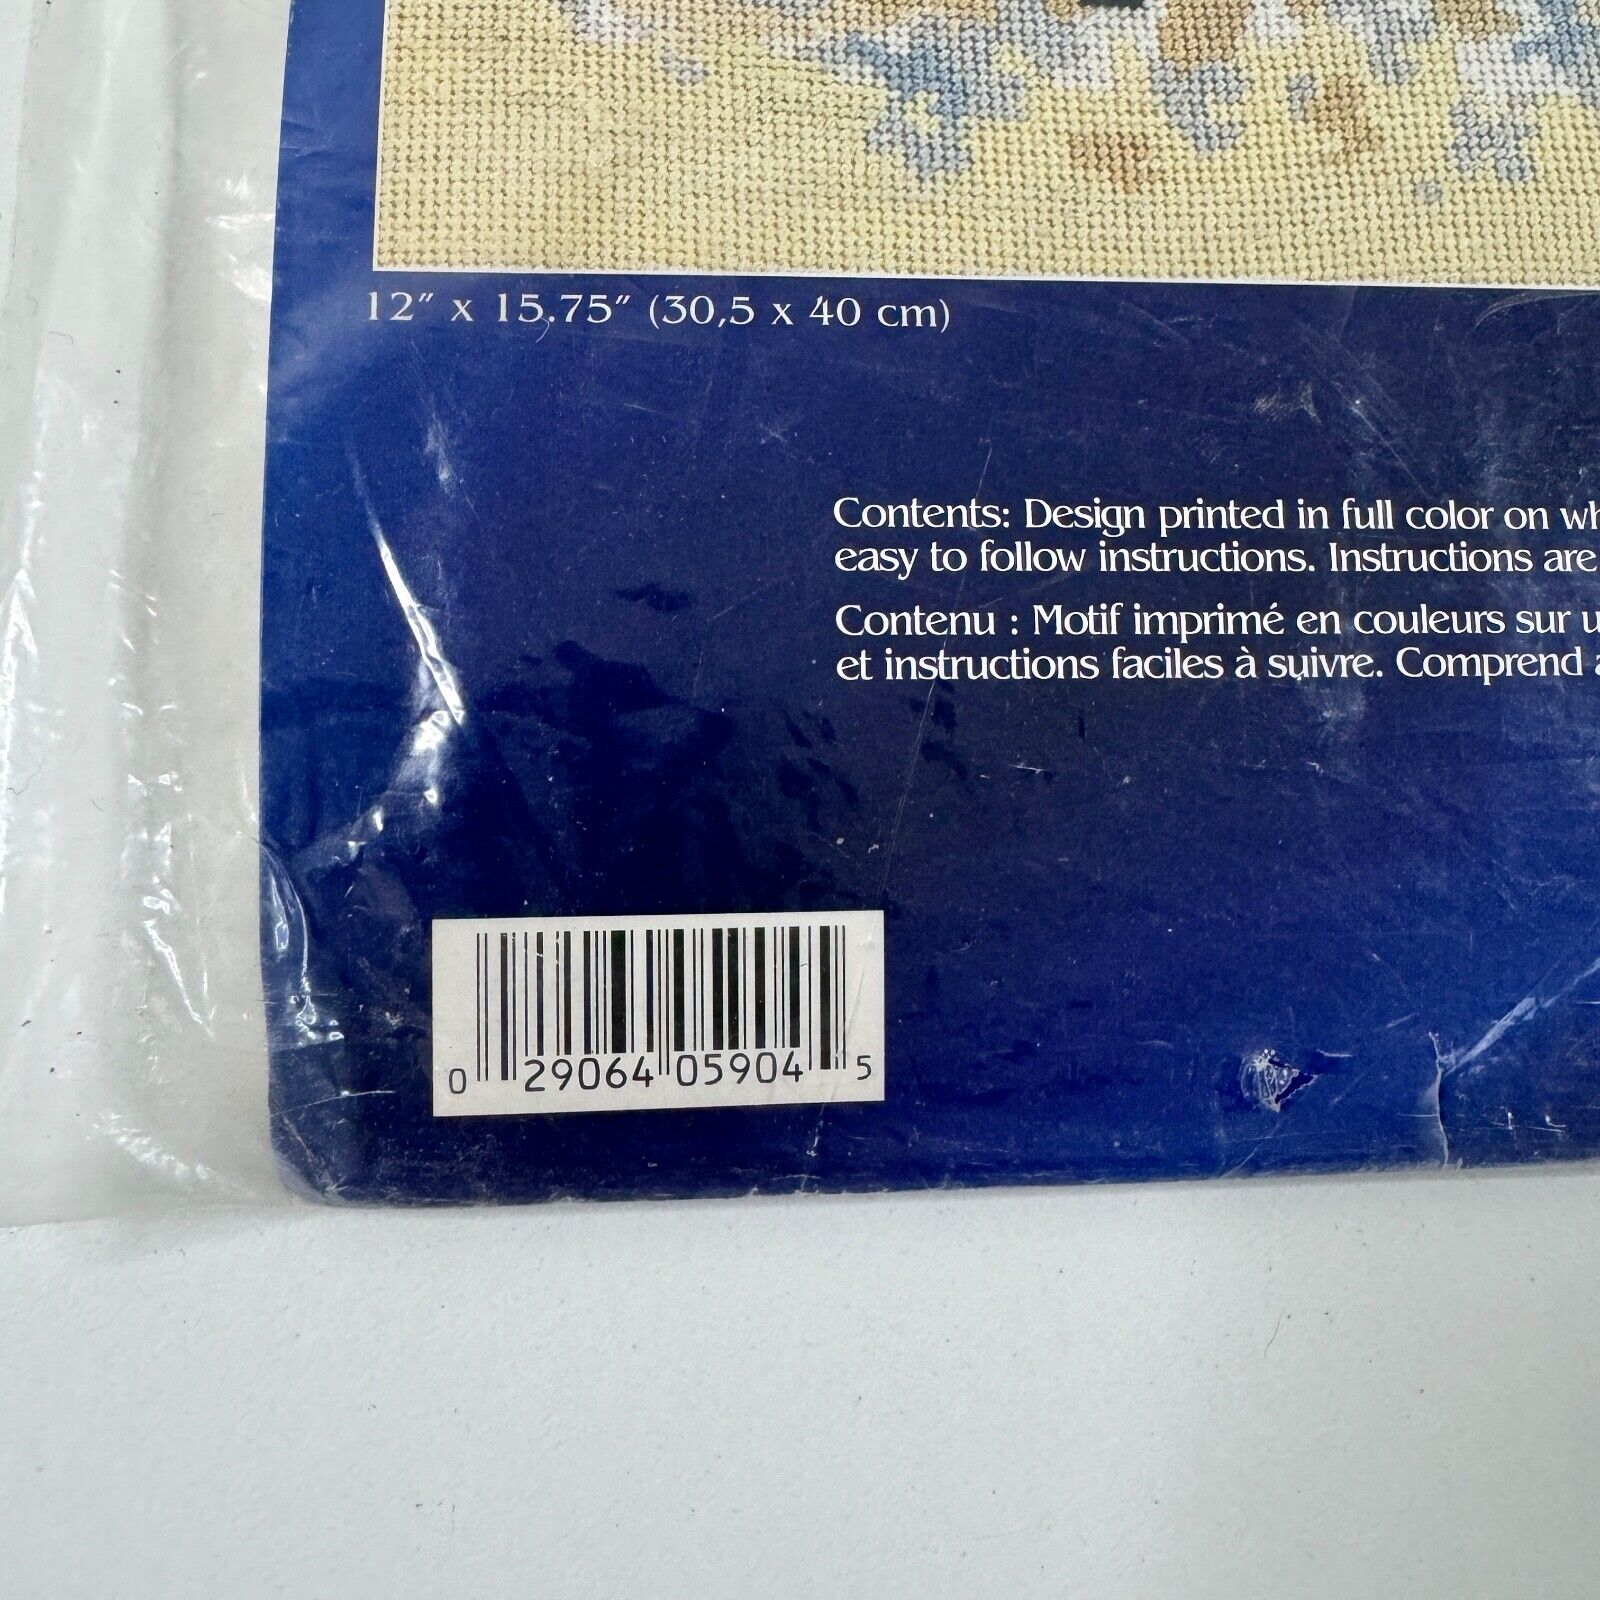 12" x 15.75" (30,5 x 40 cm)
Contents: Design printed in full color on
easy to follow instructions. Instructions are
Contenu : Motif imprimé en couleurs sur
et instructions faciles à suivre. Comprend
0 29064 05904 5